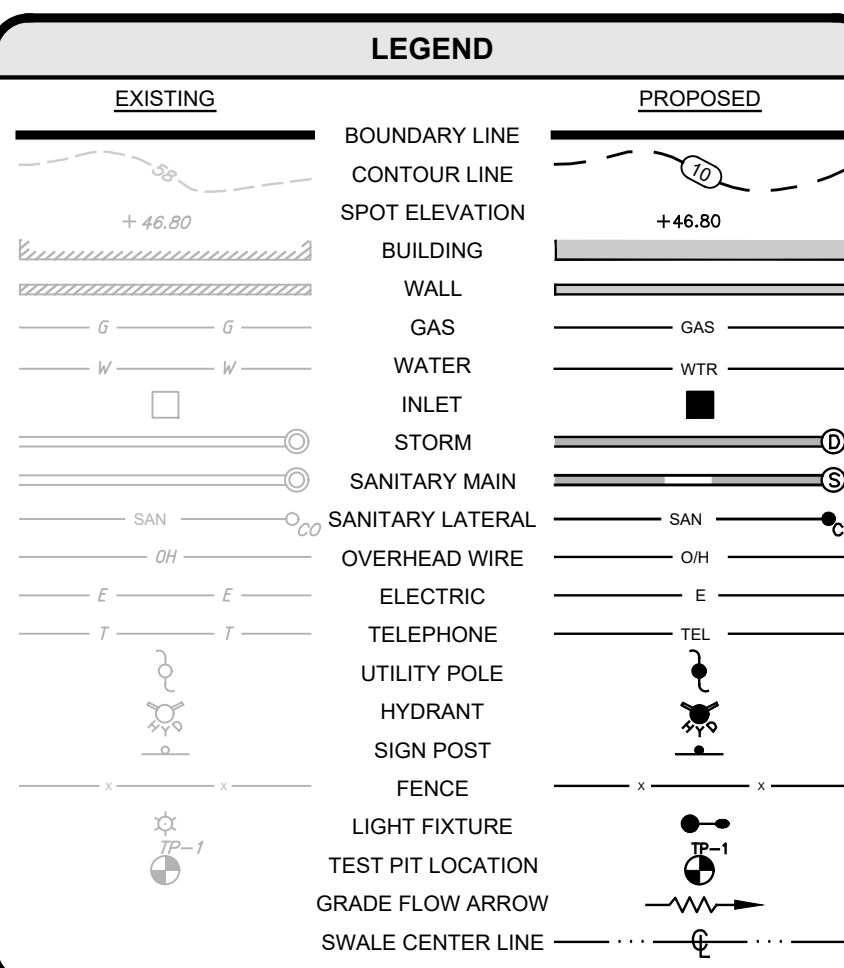 LEGEND
EXISTING PROPOSED
BOUNDARY LINE
58 CONTOUR LINE 10
+ 46.80 SPOT ELEVATION +46.80
BUILDING
WALL
G G GAS GAS
W W WATER WTR
INLET
STORM D
SANITARY MAIN S
SAN CO SANITARY LATERAL SAN C
OH OVERHEAD WIRE O/H
E E ELECTRIC E
T T TELEPHONE TEL
UTILITY POLE
HYD HYDRANT HYD
SIGN POST
x x FENCE x x
LIGHT FIXTURE
TP-1 TEST PIT LOCATION TP-1
GRADE FLOW ARROW
SWALE CENTER LINE ℄